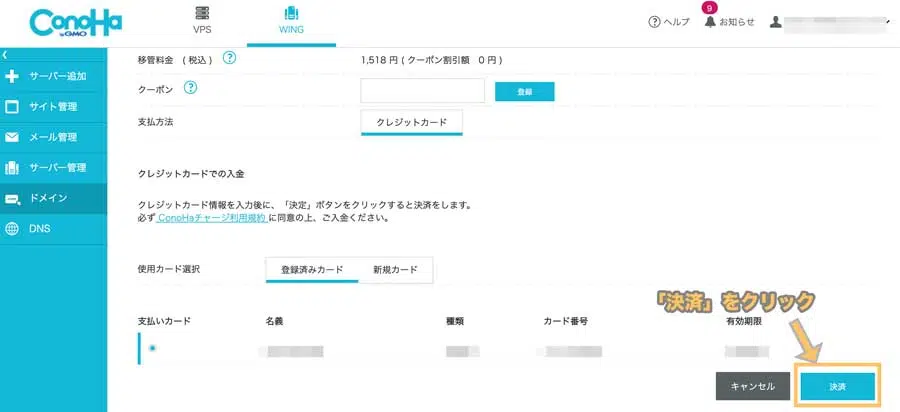 ConoHa
by GMO
VPS
WING
ヘルプ
9
お知らせ
サーバー追加
サイト管理
メール管理
サーバー管理
ドメイン
DNS
移管料金 (税込) ?
1,518 円 ( クーポン割引額 0 円 )
クーポン ?
登録
支払方法
クレジットカード
クレジットカードでの入金
クレジットカード情報を入力後に、「決定」ボタンをクリックすると決済をします。
必ず ConoHaチャージ利用規約 に同意の上、ご入金ください。
使用カード選択
登録済みカード 新規カード
「決済」をクリック
支払いカード 名義 種類 カード番号 有効期限
キャンセル 決済